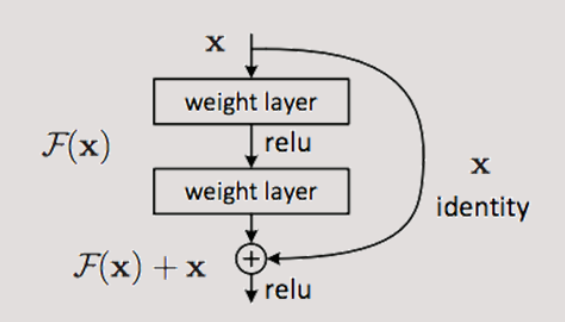 x
weight layer
relu
F(x)
x
weight layer
identity
F(x) + x
+
relu